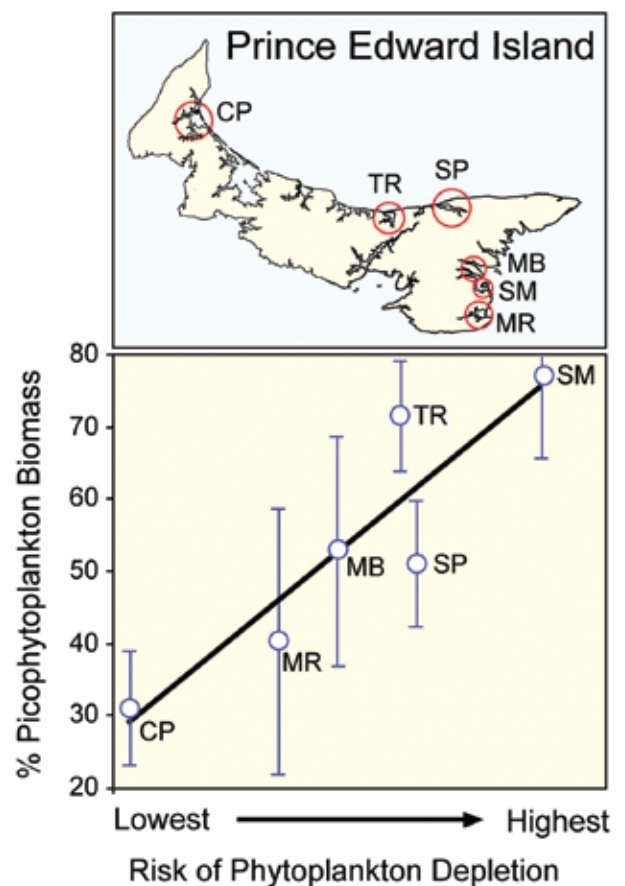 Prince Edward Island
CP
TR
SP
MB
SM
MR
% Picophytoplankton Biomass
80
70
60
50
40
30
20
SM
TR
MB
SP
MR
CP
Lowest Highest
Risk of Phytoplankton Depletion